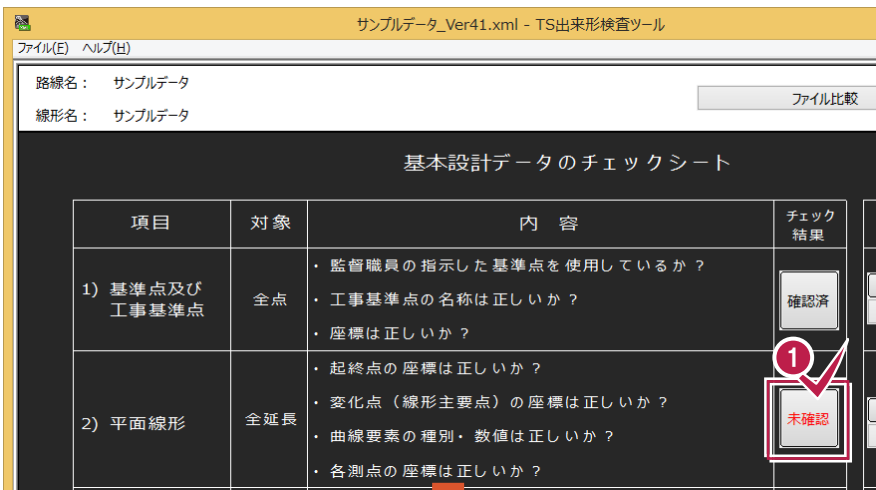 サンプルデータ_Ver41.xml - TS出来形検査ツール
ファイル(F) ヘルプ(H)
路線名： サンプルデータ
ファイル比較
線形名： サンプルデータ
基本設計データのチェックシート
項目 対象 内 容 チェック結果
1) 基準点及び工事基準点
全点
・監督職員の指示した基準点を使用しているか？
・工事基準点の名称は正しいか？
・座標は正しいか？
確認済
2) 平面線形
全延長
・起終点の座標は正しいか？
・変化点（線形主要点）の座標は正しいか？
・曲線要素の種別・数値は正しいか？
・各測点の座標は正しいか？
1
未確認